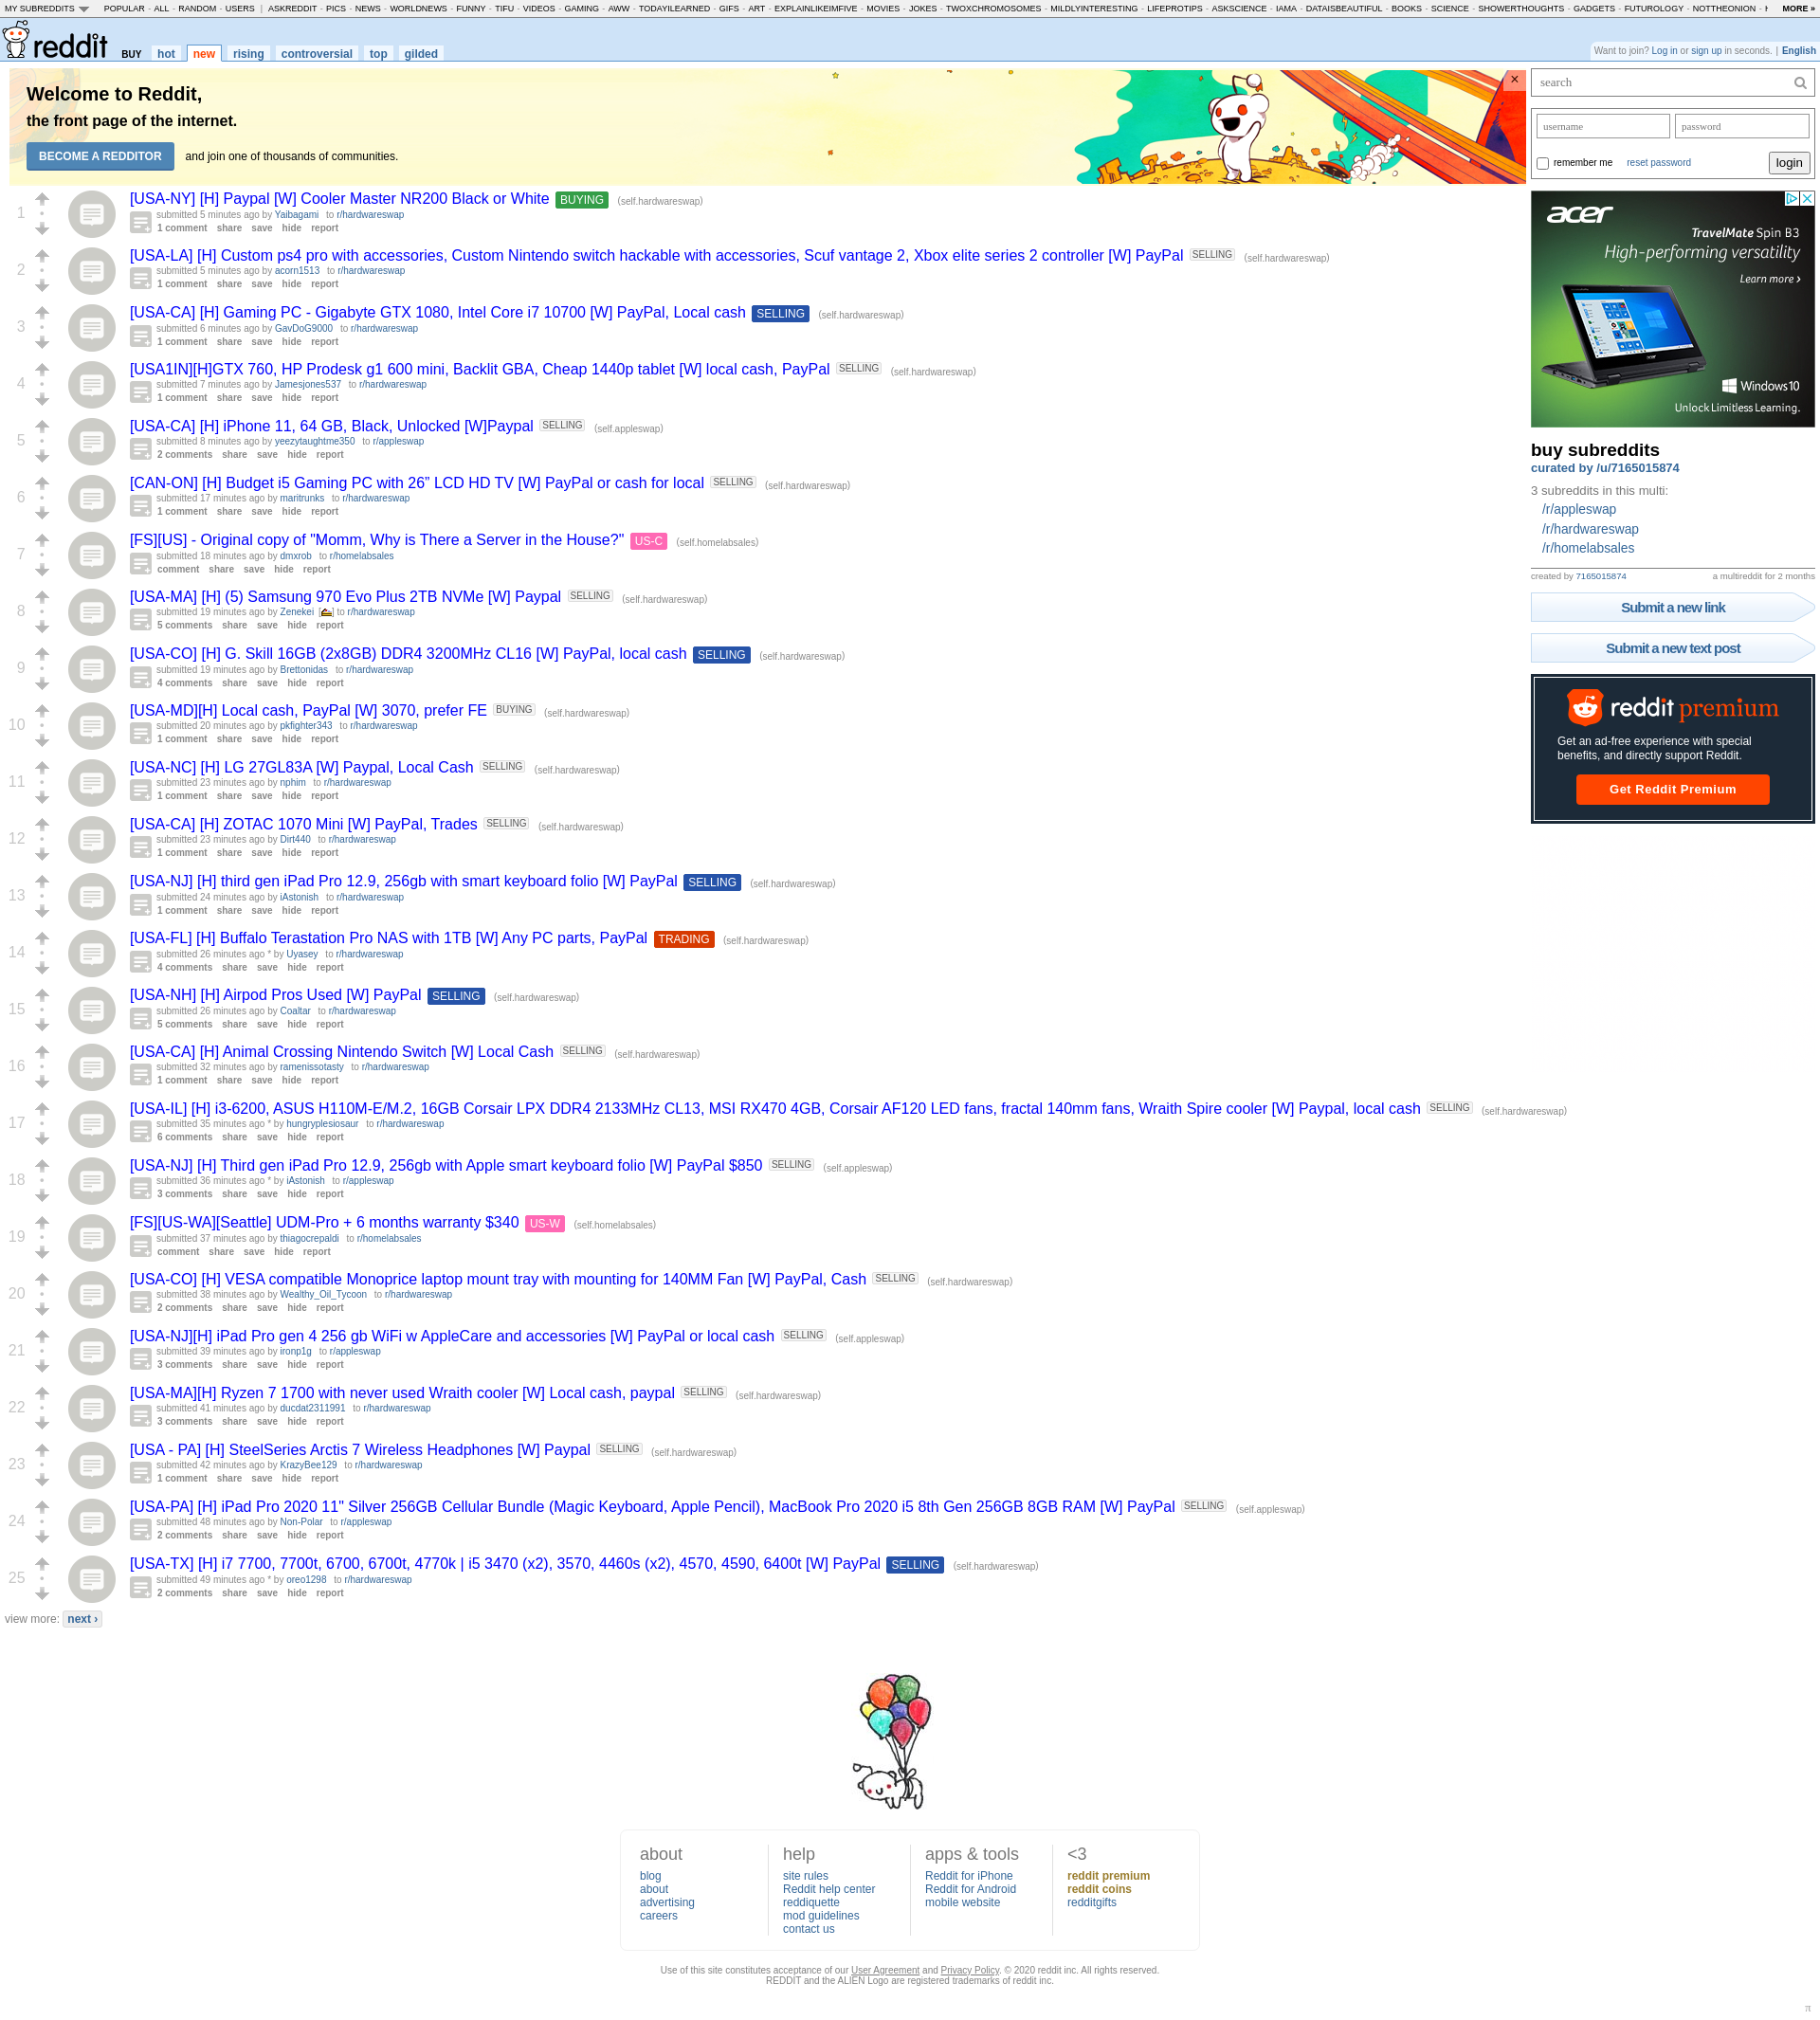 MY SUBREDDITS POPULAR - ALL - RANDOM - USERS | ASKREDDIT - PICS - NEWS - WORLDNEWS - FUNNY - TIFU - VIDEOS - GAMING - AWW - TODAYILEARNED - GIFS - ART - EXPLAINLIKEIMFIVE - MOVIES - JOKES - TWOXCHROMOSOMES - MILDLYINTERESTING - LIFEPROTIPS - ASKSCIENCE - IAMA - DATAISBEAUTIFUL - BOOKS - SCIENCE - SHOWERTHOUGHTS - GADGETS - FUTUROLOGY - NOTTHEONION - MORE »
reddit BUY hot new rising controversial top gilded
Want to join? Log in or sign up in seconds. | English
Welcome to Reddit,
the front page of the internet.
BECOME A REDDITOR and join one of thousands of communities.
×
1
[USA-NY] [H] Paypal [W] Cooler Master NR200 Black or White BUYING (self.hardwareswap)
submitted 5 minutes ago by Yaibagami to r/hardwareswap
1 comment share save hide report
2
[USA-LA] [H] Custom ps4 pro with accessories, Custom Nintendo switch hackable with accessories, Scuf vantage 2, Xbox elite series 2 controller [W] PayPal SELLING (self.hardwareswap)
submitted 5 minutes ago by acorn1513 to r/hardwareswap
1 comment share save hide report
3
[USA-CA] [H] Gaming PC - Gigabyte GTX 1080, Intel Core i7 10700 [W] PayPal, Local cash SELLING (self.hardwareswap)
submitted 6 minutes ago by GavDoG9000 to r/hardwareswap
1 comment share save hide report
4
[USA1IN][H]GTX 760, HP Prodesk g1 600 mini, Backlit GBA, Cheap 1440p tablet [W] local cash, PayPal SELLING (self.hardwareswap)
submitted 7 minutes ago by Jamesjones537 to r/hardwareswap
1 comment share save hide report
5
[USA-CA] [H] iPhone 11, 64 GB, Black, Unlocked [W]Paypal SELLING (self.appleswap)
submitted 8 minutes ago by yeezytaughtme350 to r/appleswap
2 comments share save hide report
6
[CAN-ON] [H] Budget i5 Gaming PC with 26” LCD HD TV [W] PayPal or cash for local SELLING (self.hardwareswap)
submitted 17 minutes ago by maritrunks to r/hardwareswap
1 comment share save hide report
7
[FS][US] - Original copy of "Momm, Why is There a Server in the House?" US-C (self.homelabsales)
submitted 18 minutes ago by dmxrob to r/homelabsales
comment share save hide report
8
[USA-MA] [H] (5) Samsung 970 Evo Plus 2TB NVMe [W] Paypal SELLING (self.hardwareswap)
submitted 19 minutes ago by Zenekei [] to r/hardwareswap
5 comments share save hide report
9
[USA-CO] [H] G. Skill 16GB (2x8GB) DDR4 3200MHz CL16 [W] PayPal, local cash SELLING (self.hardwareswap)
submitted 19 minutes ago by Brettonidas to r/hardwareswap
4 comments share save hide report
10
[USA-MD][H] Local cash, PayPal [W] 3070, prefer FE BUYING (self.hardwareswap)
submitted 20 minutes ago by pkfighter343 to r/hardwareswap
1 comment share save hide report
11
[USA-NC] [H] LG 27GL83A [W] Paypal, Local Cash SELLING (self.hardwareswap)
submitted 23 minutes ago by nphim to r/hardwareswap
1 comment share save hide report
12
[USA-CA] [H] ZOTAC 1070 Mini [W] PayPal, Trades SELLING (self.hardwareswap)
submitted 23 minutes ago by Dirt440 to r/hardwareswap
1 comment share save hide report
13
[USA-NJ] [H] third gen iPad Pro 12.9, 256gb with smart keyboard folio [W] PayPal SELLING (self.hardwareswap)
submitted 24 minutes ago by iAstonish to r/hardwareswap
1 comment share save hide report
14
[USA-FL] [H] Buffalo Terastation Pro NAS with 1TB [W] Any PC parts, PayPal TRADING (self.hardwareswap)
submitted 26 minutes ago * by Uyasey to r/hardwareswap
4 comments share save hide report
15
[USA-NH] [H] Airpod Pros Used [W] PayPal SELLING (self.hardwareswap)
submitted 26 minutes ago by Coaltar to r/hardwareswap
5 comments share save hide report
16
[USA-CA] [H] Animal Crossing Nintendo Switch [W] Local Cash SELLING (self.hardwareswap)
submitted 32 minutes ago by ramenissotasty to r/hardwareswap
1 comment share save hide report
17
[USA-IL] [H] i3-6200, ASUS H110M-E/M.2, 16GB Corsair LPX DDR4 2133MHz CL13, MSI RX470 4GB, Corsair AF120 LED fans, fractal 140mm fans, Wraith Spire cooler [W] Paypal, local cash SELLING (self.hardwareswap)
submitted 35 minutes ago * by hungryplesiosaur to r/hardwareswap
6 comments share save hide report
18
[USA-NJ] [H] Third gen iPad Pro 12.9, 256gb with Apple smart keyboard folio [W] PayPal $850 SELLING (self.appleswap)
submitted 36 minutes ago * by iAstonish to r/appleswap
3 comments share save hide report
19
[FS][US-WA][Seattle] UDM-Pro + 6 months warranty $340 US-W (self.homelabsales)
submitted 37 minutes ago by thiagocrepaldi to r/homelabsales
comment share save hide report
20
[USA-CO] [H] VESA compatible Monoprice laptop mount tray with mounting for 140MM Fan [W] PayPal, Cash SELLING (self.hardwareswap)
submitted 38 minutes ago by Wealthy_Oil_Tycoon to r/hardwareswap
2 comments share save hide report
21
[USA-NJ][H] iPad Pro gen 4 256 gb WiFi w AppleCare and accessories [W] PayPal or local cash SELLING (self.appleswap)
submitted 39 minutes ago by ironp1g to r/appleswap
3 comments share save hide report
22
[USA-MA][H] Ryzen 7 1700 with never used Wraith cooler [W] Local cash, paypal SELLING (self.hardwareswap)
submitted 41 minutes ago by ducdat2311991 to r/hardwareswap
3 comments share save hide report
23
[USA - PA] [H] SteelSeries Arctis 7 Wireless Headphones [W] Paypal SELLING (self.hardwareswap)
submitted 42 minutes ago by KrazyBee129 to r/hardwareswap
1 comment share save hide report
24
[USA-PA] [H] iPad Pro 2020 11" Silver 256GB Cellular Bundle (Magic Keyboard, Apple Pencil), MacBook Pro 2020 i5 8th Gen 256GB 8GB RAM [W] PayPal SELLING (self.appleswap)
submitted 48 minutes ago by Non-Polar to r/appleswap
2 comments share save hide report
25
[USA-TX] [H] i7 7700, 7700t, 6700, 6700t, 4770k | i5 3470 (x2), 3570, 4460s (x2), 4570, 4590, 6400t [W] PayPal SELLING (self.hardwareswap)
submitted 49 minutes ago * by oreo1298 to r/hardwareswap
2 comments share save hide report
view more: next ›
search
username password
remember me reset password login
acer
TravelMate Spin B3
High-performing versatility
Learn more ›
Windows10
Unlock Limitless Learning.
buy subreddits
curated by /u/7165015874
3 subreddits in this multi:
/r/appleswap
/r/hardwareswap
/r/homelabsales
created by 7165015874 a multireddit for 2 months
Submit a new link
Submit a new text post
reddit premium
Get an ad-free experience with special
benefits, and directly support Reddit.
Get Reddit Premium
about
blog
about
advertising
careers
help
site rules
Reddit help center
reddiquette
mod guidelines
contact us
apps & tools
Reddit for iPhone
Reddit for Android
mobile website
<3
reddit premium
reddit coins
redditgifts
Use of this site constitutes acceptance of our User Agreement and Privacy Policy. © 2020 reddit inc. All rights reserved.
REDDIT and the ALIEN Logo are registered trademarks of reddit inc.
π